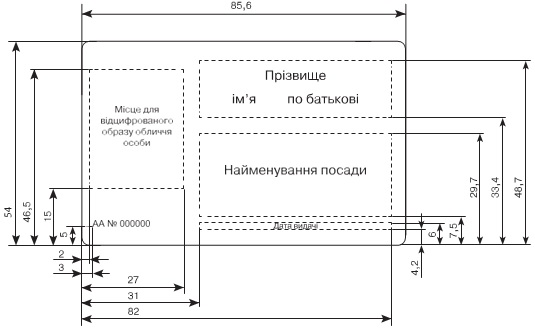 85,6
Прізвище
ім'я по батькові
Місце для
відцифрованого
образу обличчя
особи
Найменування посади
АА № 000000
Дата видачі
54
46,5
15
5
2
3
27
31
82
4,2
6
7,5
29,7
33,4
48,7